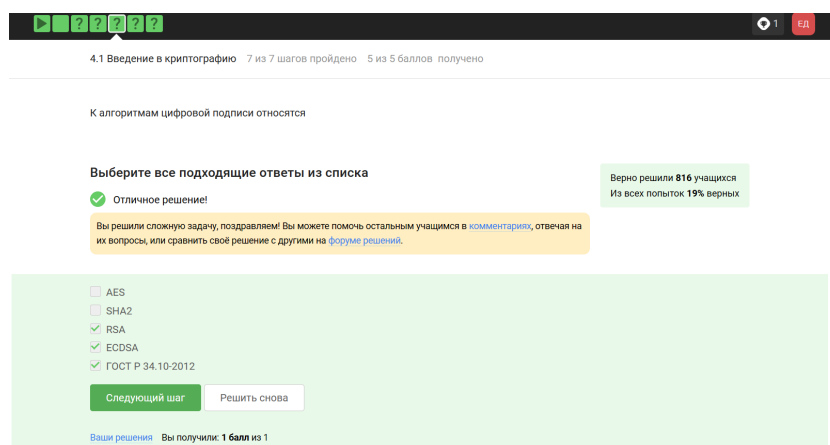 ? ? ? ? ?
1 ЕД
4.1 Введение в криптографию 7 из 7 шагов пройдено 5 из 5 баллов получено
К алгоритмам цифровой подписи относятся
Выберите все подходящие ответы из списка
Верно решили 816 учащихся
Из всех попыток 19% верных
Отличное решение!
Вы решили сложную задачу, поздравляем! Вы можете помочь остальным учащимся в комментариях, отвечая на
их вопросы, или сравнить своё решение с другими на форуме решений.
AES
SHA2
RSA
ECDSA
ГОСТ Р 34.10-2012
Следующий шаг Решить снова
Ваши решения Вы получили: 1 балл из 1